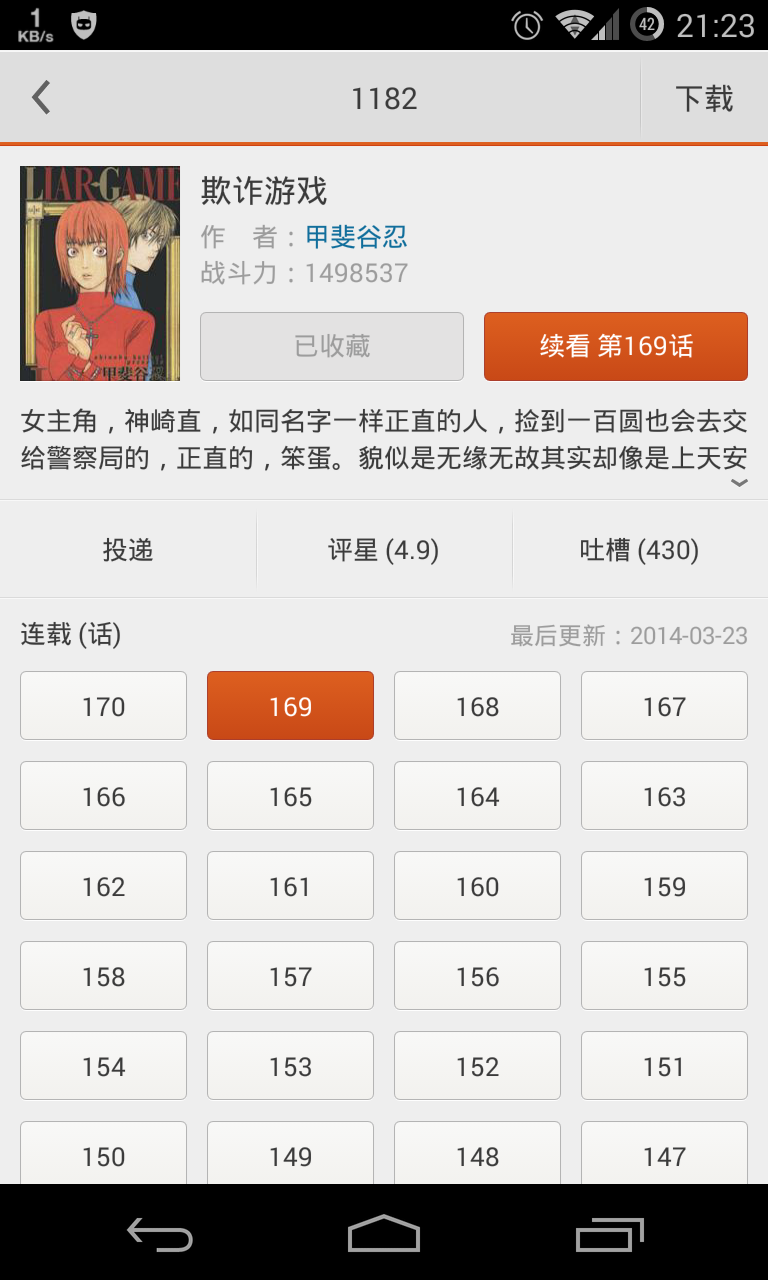 1
KB/s
42
21:23
1182
下载
LIAR-GAME
甲斐谷忍
欺诈游戏
作 者：甲斐谷忍
战斗力：1498537
已收藏
续看 第169话
女主角，神崎直，如同名字一样正直的人，捡到一百圆也会去交
给警察局的，正直的，笨蛋。貌似是无缘无故其实却像是上天安
投递
评星 (4.9)
吐槽 (430)
连载 (话)
最后更新：2014-03-23
170 169 168 167
166 165 164 163
162 161 160 159
158 157 156 155
154 153 152 151
150 149 148 147